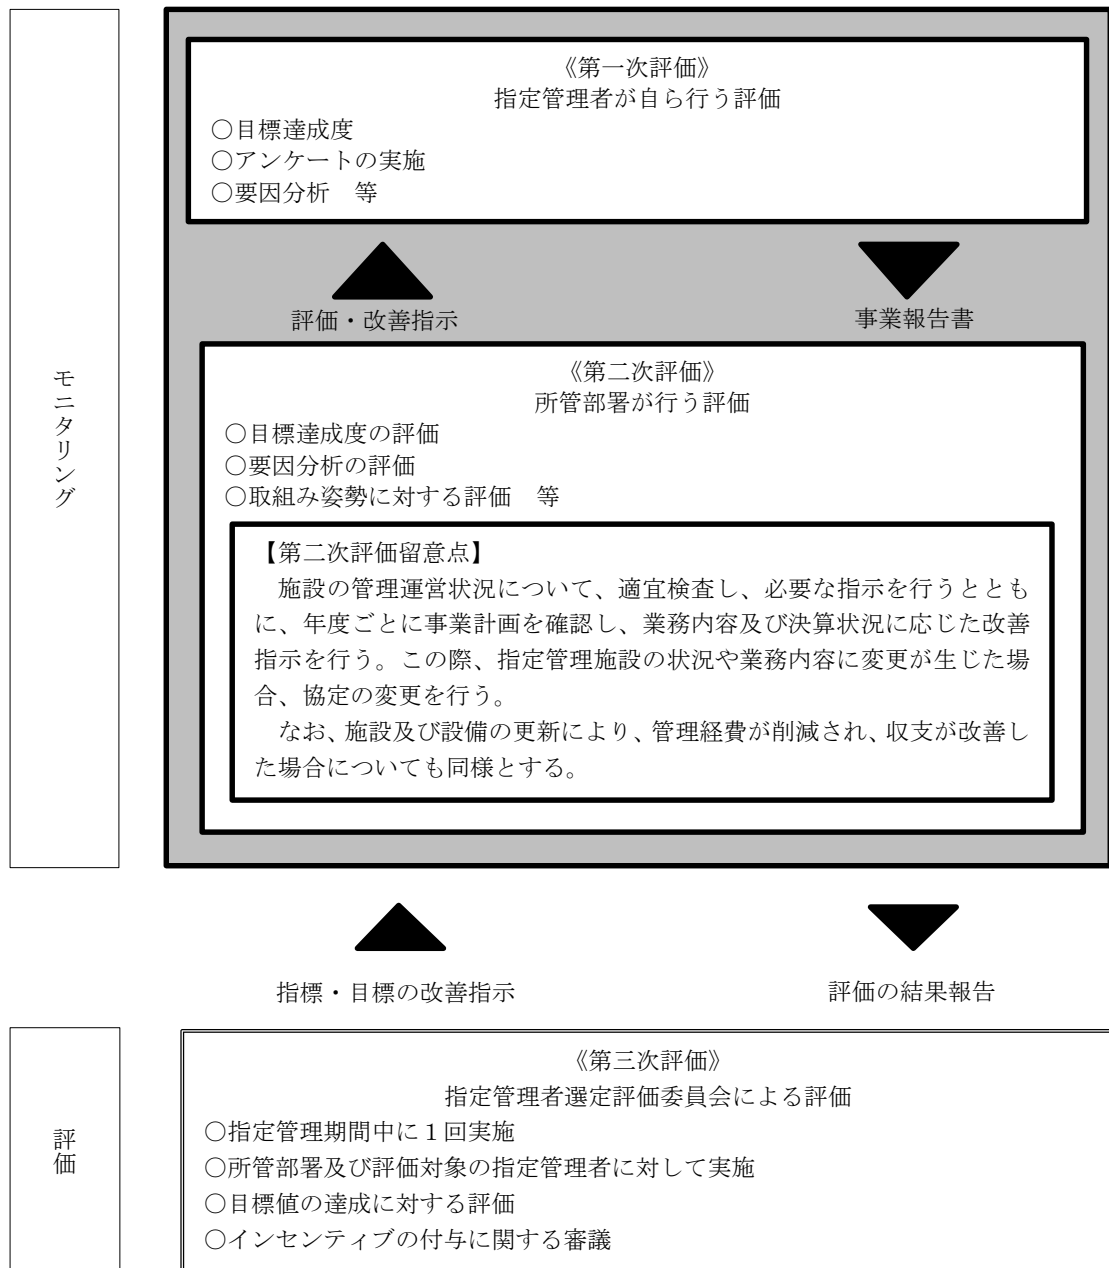 モニタリング
《第一次評価》
指定管理者が自ら行う評価
○目標達成度
○アンケートの実施
○要因分析　等
評価・改善指示
事業報告書
《第二次評価》
所管部署が行う評価
○目標達成度の評価
○要因分析の評価
○取組み姿勢に対する評価　等
【第二次評価留意点】
　施設の管理運営状況について、適宜検査し、必要な指示を行うととも
に、年度ごとに事業計画を確認し、業務内容及び決算状況に応じた改善
指示を行う。この際、指定管理施設の状況や業務内容に変更が生じた場
合、協定の変更を行う。
　なお、施設及び設備の更新により、管理経費が削減され、収支が改善し
た場合についても同様とする。
指標・目標の改善指示
評価の結果報告
評価
《第三次評価》
指定管理者選定評価委員会による評価
○指定管理期間中に１回実施
○所管部署及び評価対象の指定管理者に対して実施
○目標値の達成に対する評価
○インセンティブの付与に関する審議